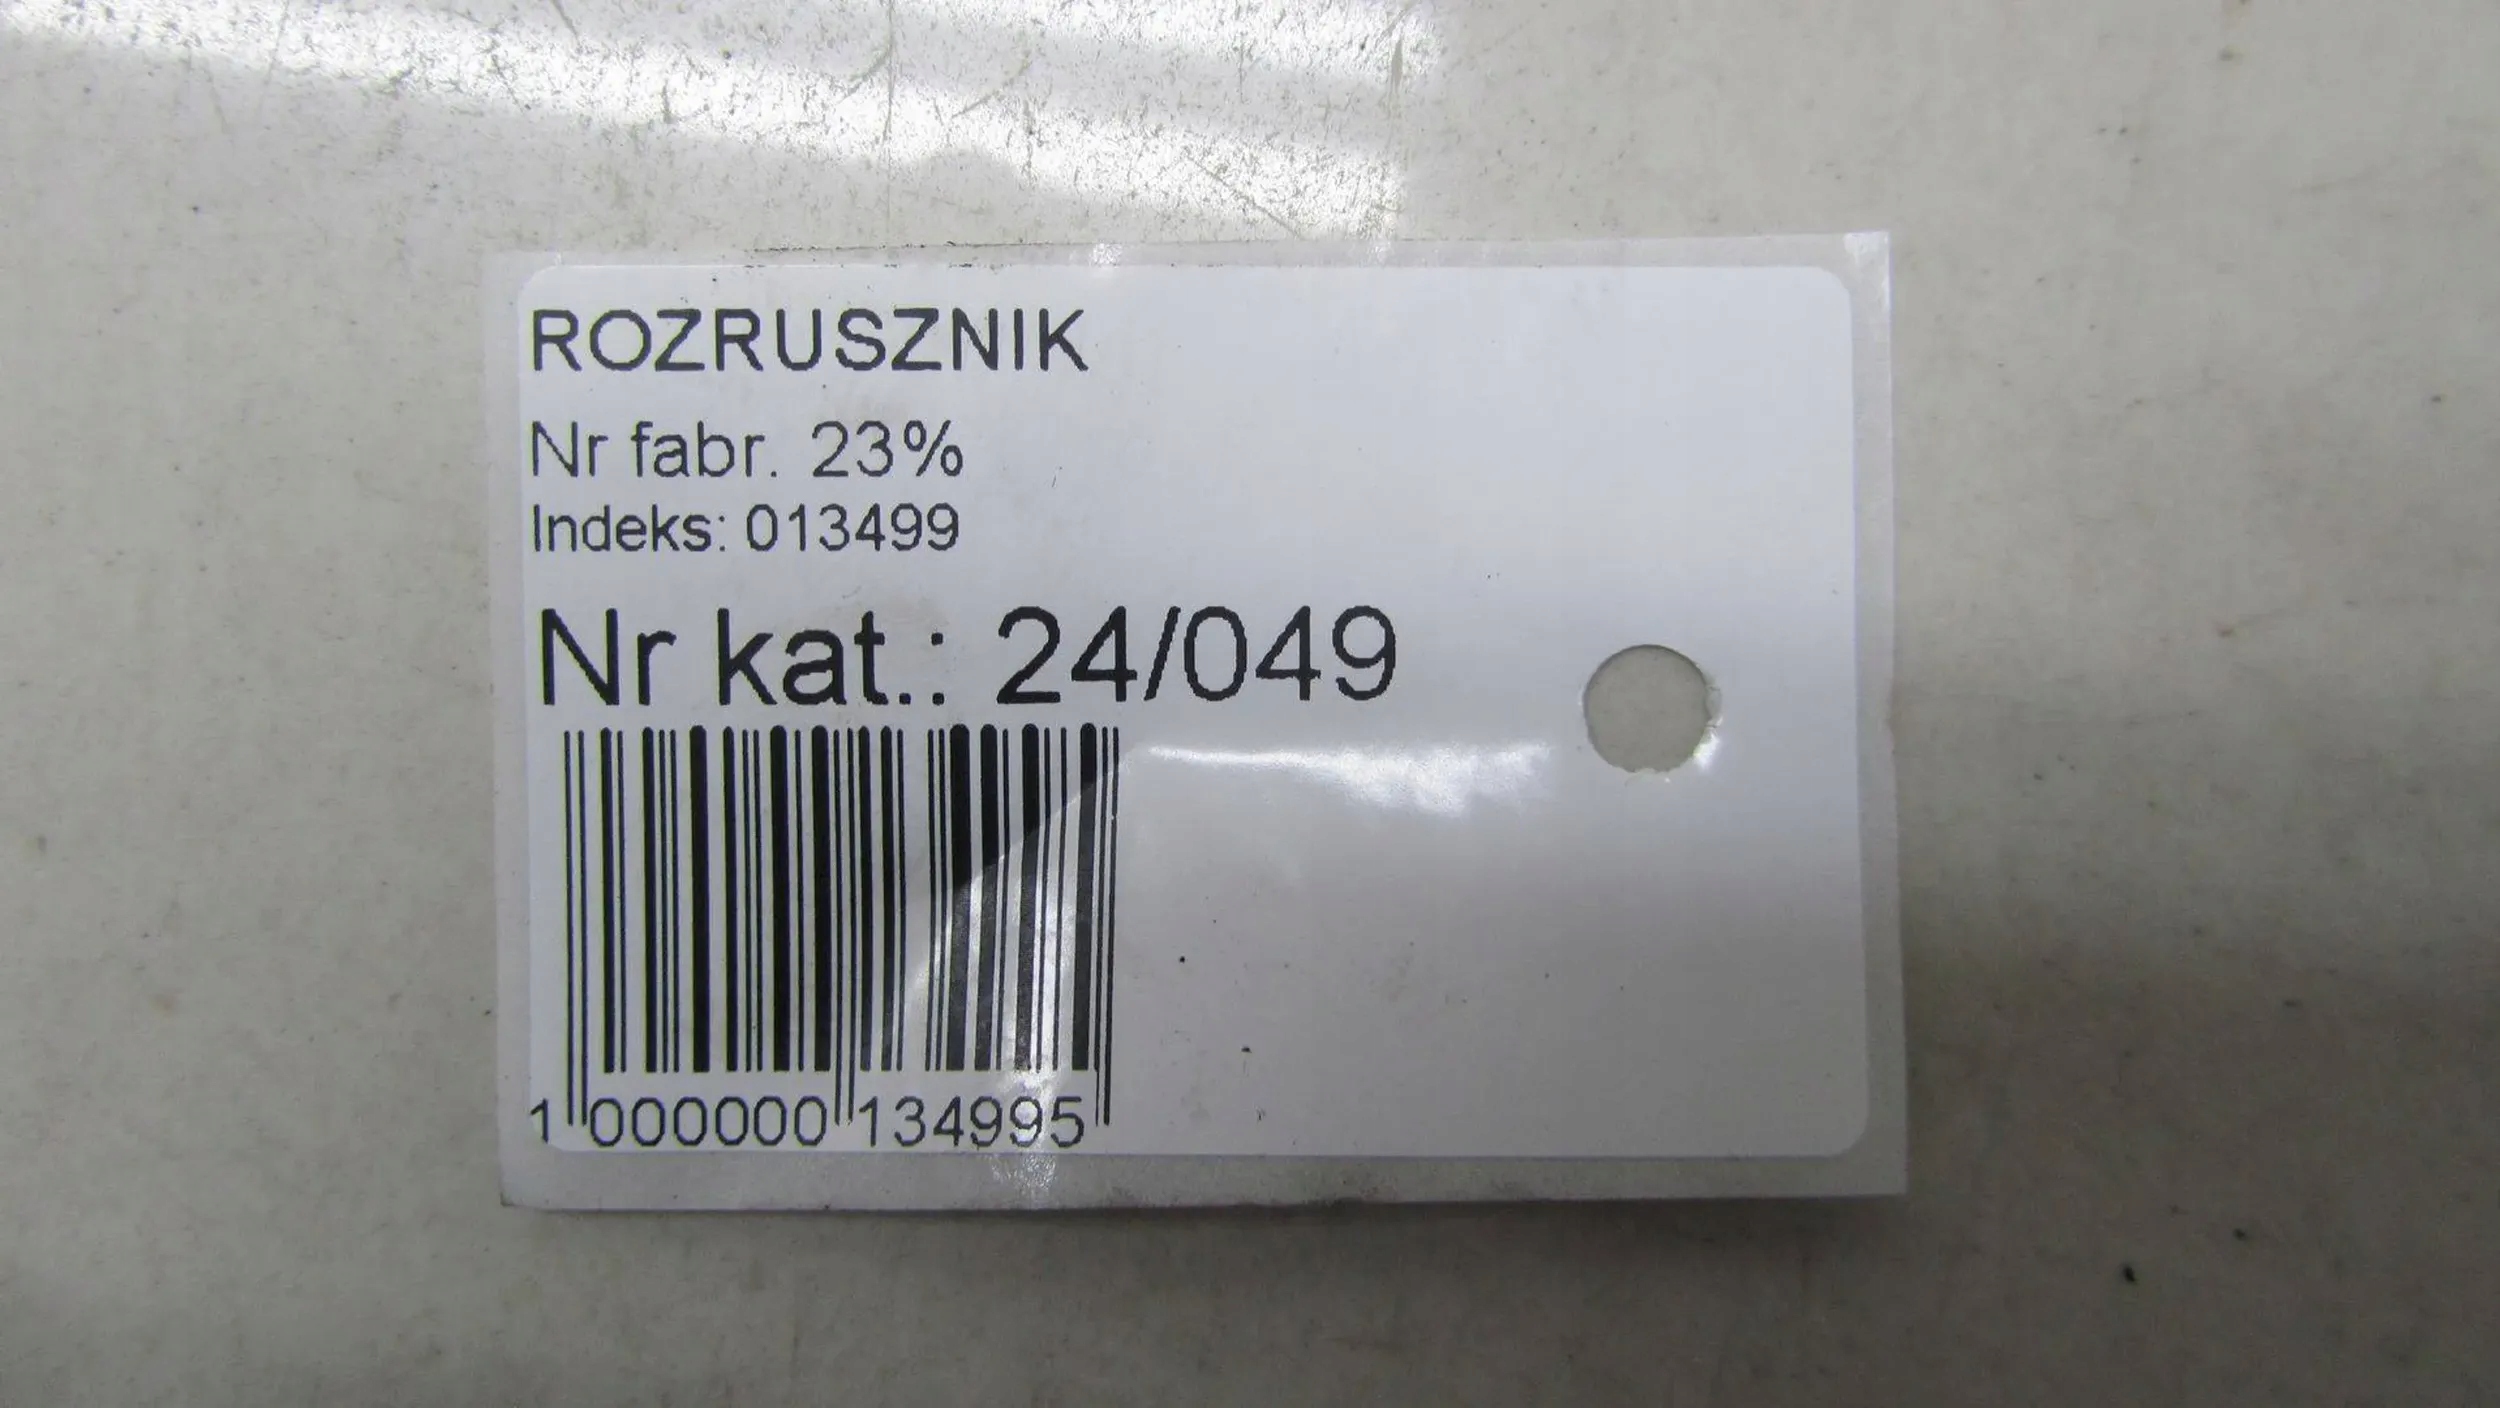 ROZRUSZNIK
Nr fabr. 23%
Indeks: 013499
Nr kat.: 24/049
1 000000 134995